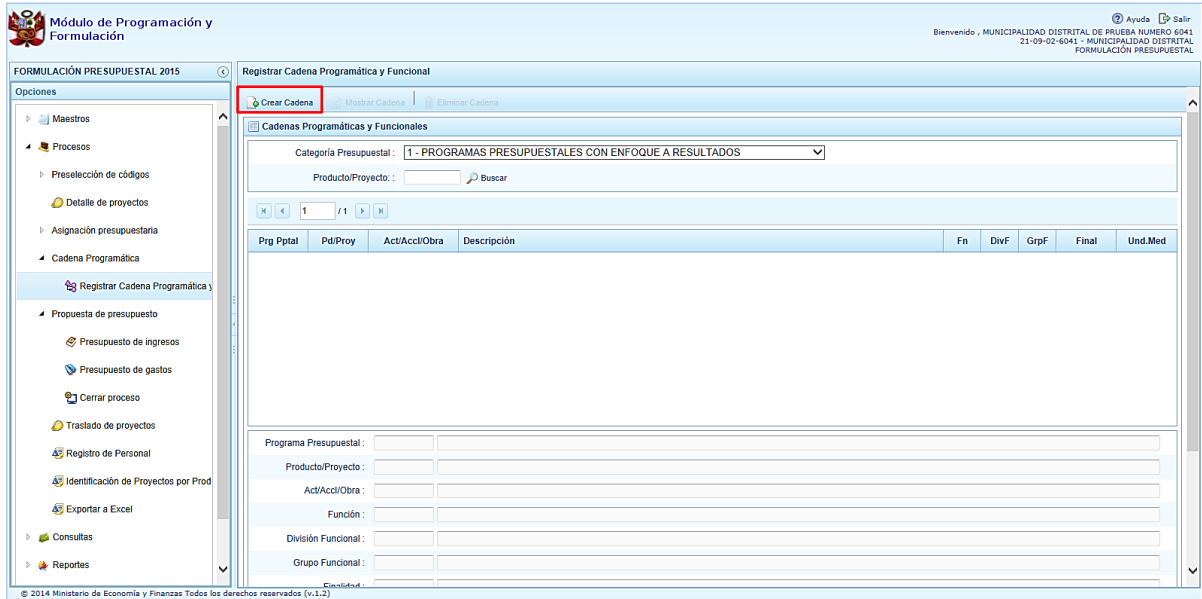 Módulo de Programación y
Formulación
Ayuda Salir
Bienvenido , MUNICIPALIDAD DISTRITAL DE PRUEBA NUMERO 6041
21-09-02-6041 - MUNICIPALIDAD DISTRITAL
FORMULACIÓN PRESUPUESTAL
FORMULACIÓN PRESUPUESTAL 2015
Opciones
Maestros
Procesos
Preselección de códigos
Detalle de proyectos
Asignación presupuestaria
Cadena Programática
Registrar Cadena Programática y
Propuesta de presupuesto
Presupuesto de ingresos
Presupuesto de gastos
Cerrar proceso
Traslado de proyectos
Registro de Personal
Identificación de Proyectos por Prod
Exportar a Excel
Consultas
Reportes
Registrar Cadena Programática y Funcional
Crear Cadena Mostrar Cadena Eliminar Cadena
Cadenas Programáticas y Funcionales
Categoría Presupuestal : 1 - PROGRAMAS PRESUPUESTALES CON ENFOQUE A RESULTADOS
Producto/Proyecto: : Buscar
1 / 1
Prg Pptal Pd/Proy Act/AccI/Obra Descripción Fn DivF GrpF Final Und.Med
Programa Presupuestal :
Producto/Proyecto :
Act/AccI/Obra :
Función :
División Funcional :
Grupo Funcional :
Finalidad :
© 2014 Ministerio de Economía y Finanzas Todos los derechos reservados (v.1.2)